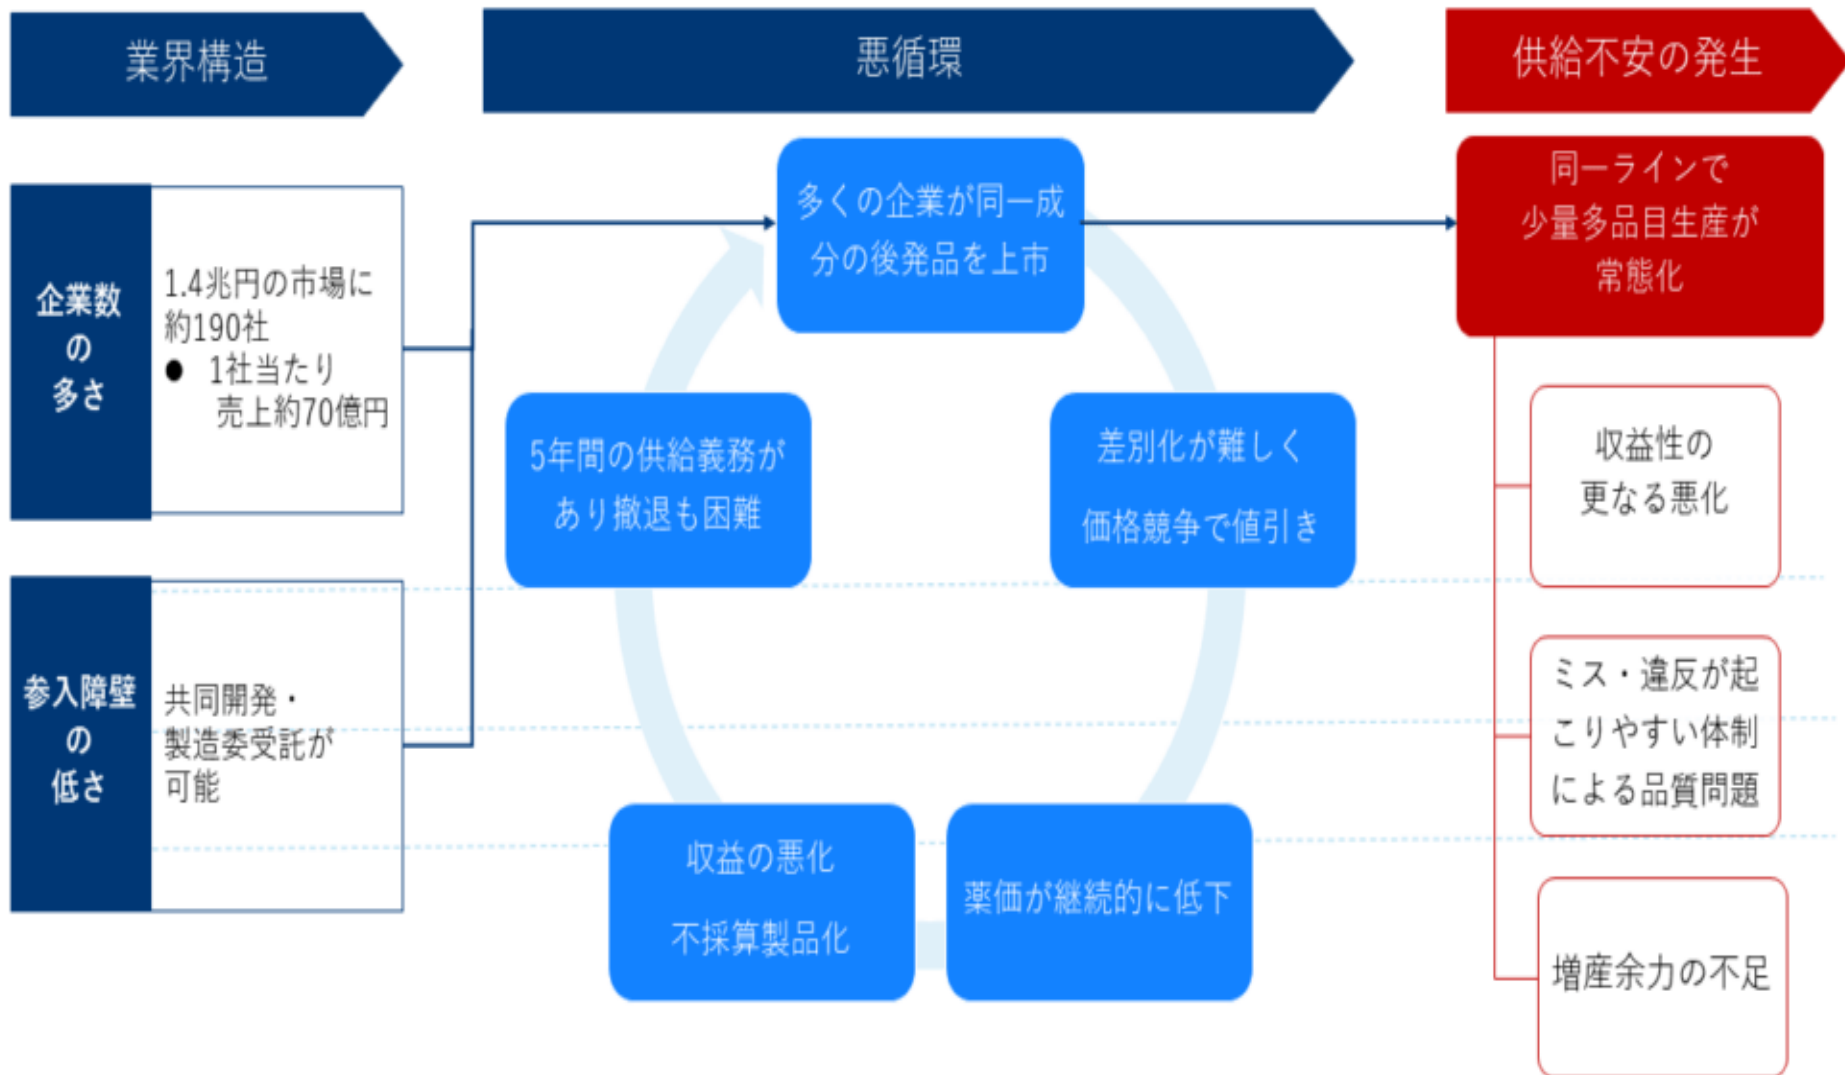 業界構造
悪循環
供給不安の発生
企業数
の
多さ
1.4兆円の市場に
約190社
● 1社当たり
売上約70億円
参入障壁
の
低さ
共同開発・
製造委受託が
可能
多くの企業が同一成
分の後発品を上市
差別化が難しく
価格競争で値引き
薬価が継続的に低下
収益の悪化
不採算製品化
5年間の供給義務が
あり撤退も困難
同一ラインで
少量多品目生産が
常態化
収益性の
更なる悪化
ミス・違反が起
こりやすい体制
による品質問題
増産余力の不足